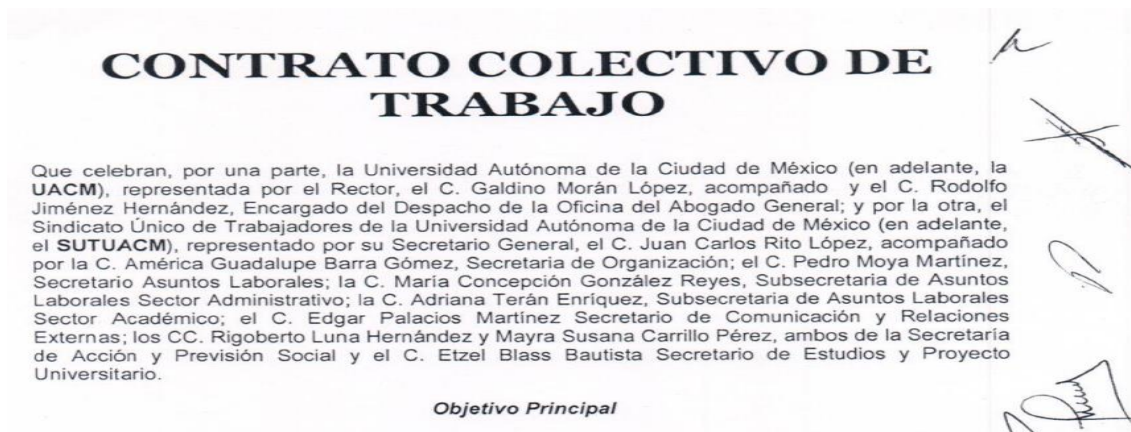 CONTRATO COLECTIVO DE
TRABAJO
Que celebran, por una parte, la Universidad Autónoma de la Ciudad de México (en adelante, la
UACM), representada por el Rector, el C. Galdino Morán López, acompañado y el C. Rodolfo
Jiménez Hernández, Encargado del Despacho de la Oficina del Abogado General; y por la otra, el
Sindicato Único de Trabajadores de la Universidad Autónoma de la Ciudad de México (en adelante,
el SUTUACM), representado por su Secretario General, el C. Juan Carlos Rito López, acompañado
por la C. América Guadalupe Barra Gómez, Secretaria de Organización; el C. Pedro Moya Martínez,
Secretario Asuntos Laborales; la C. María Concepción González Reyes, Subsecretaria de Asuntos
Laborales Sector Administrativo; la C. Adriana Terán Enríquez, Subsecretaria de Asuntos Laborales
Sector Académico; el C. Edgar Palacios Martínez Secretario de Comunicación y Relaciones
Externas; los CC. Rigoberto Luna Hernández y Mayra Susana Carrillo Pérez, ambos de la Secretaría
de Acción y Previsión Social y el C. Etzel Blass Bautista Secretario de Estudios y Proyecto
Universitario.
Objetivo Principal